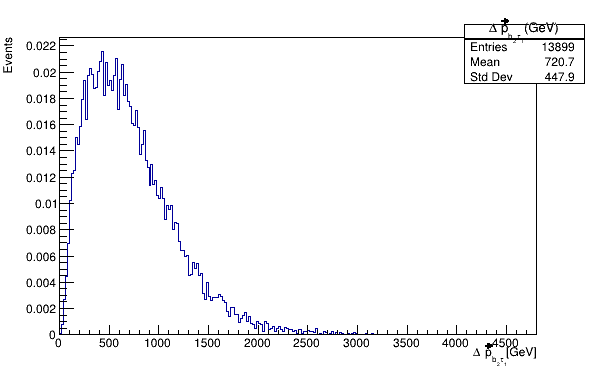 Δ p⃗ b₂τ₁ (GeV)
Entries 13899
Mean 720.7
Std Dev 447.9
Events
0.022
0.02
0.018
0.016
0.014
0.012
0.01
0.008
0.006
0.004
0.002
0
0 500 1000 1500 2000 2500 3000 3500 4000 4500
Δ p⃗ b₂τ₁ [GeV]